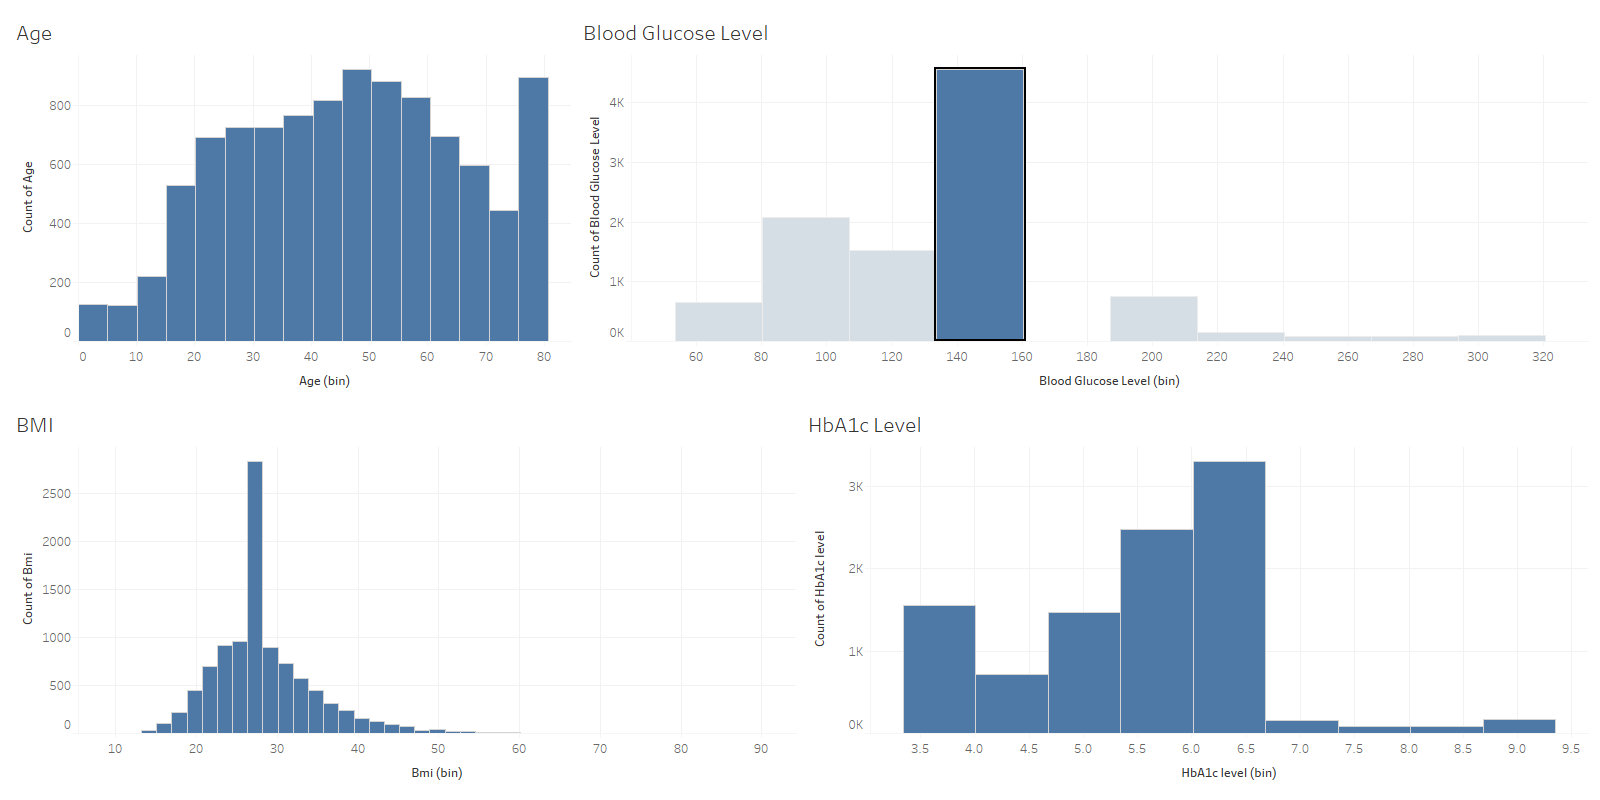 Age
Blood Glucose Level
Count of Age
800
600
400
200
0
0 10 20 30 40 50 60 70 80
Age (bin)
Count of Blood Glucose Level
4K
3K
2K
1K
0K
60 80 100 120 140 160 180 200 220 240 260 280 300 320
Blood Glucose Level (bin)
BMI
HbA1c Level
Count of Bmi
2500
2000
1500
1000
500
0
10 20 30 40 50 60 70 80 90
Bmi (bin)
Count of HbA1c level
3K
2K
1K
0K
3.5 4.0 4.5 5.0 5.5 6.0 6.5 7.0 7.5 8.0 8.5 9.0 9.5
HbA1c level (bin)